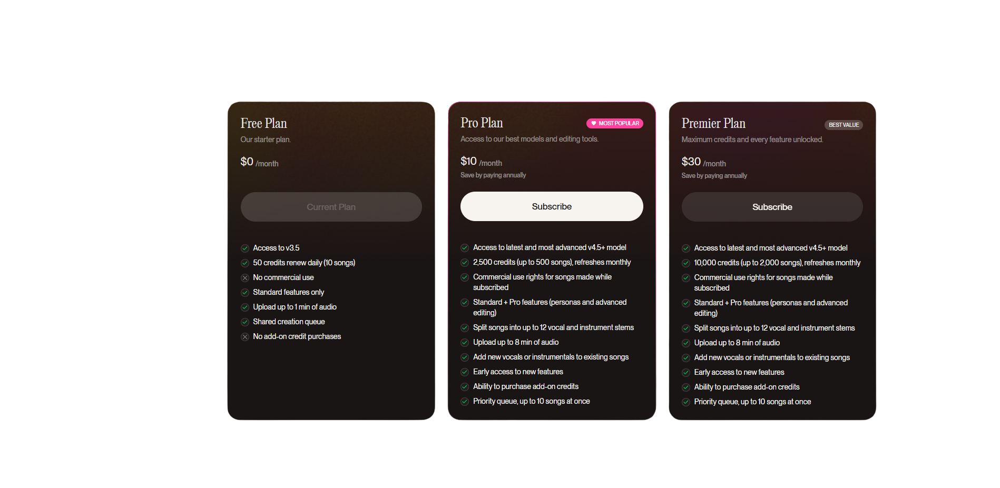 Free Plan
Our starter plan.
$0 /month
Current Plan
Access to v3.5
50 credits renew daily (10 songs)
No commercial use
Standard features only
Upload up to 1 min of audio
Shared creation queue
No add-on credit purchases
Pro Plan
MOST POPULAR
Access to our best models and editing tools.
$10 /month
Save by paying annually
Subscribe
Access to latest and most advanced v4.5+ model
2,500 credits (up to 500 songs), refreshes monthly
Commercial use rights for songs made while
subscribed
Standard + Pro features (personas and advanced
editing)
Split songs into up to 12 vocal and instrument stems
Upload up to 8 min of audio
Add new vocals or instrumentals to existing songs
Early access to new features
Ability to purchase add-on credits
Priority queue, up to 10 songs at once
Premier Plan
BEST VALUE
Maximum credits and every feature unlocked.
$30 /month
Save by paying annually
Subscribe
Access to latest and most advanced v4.5+ model
10,000 credits (up to 2,000 songs), refreshes monthly
Commercial use rights for songs made while
subscribed
Standard + Pro features (personas and advanced
editing)
Split songs into up to 12 vocal and instrument stems
Upload up to 8 min of audio
Add new vocals or instrumentals to existing songs
Early access to new features
Ability to purchase add-on credits
Priority queue, up to 10 songs at once